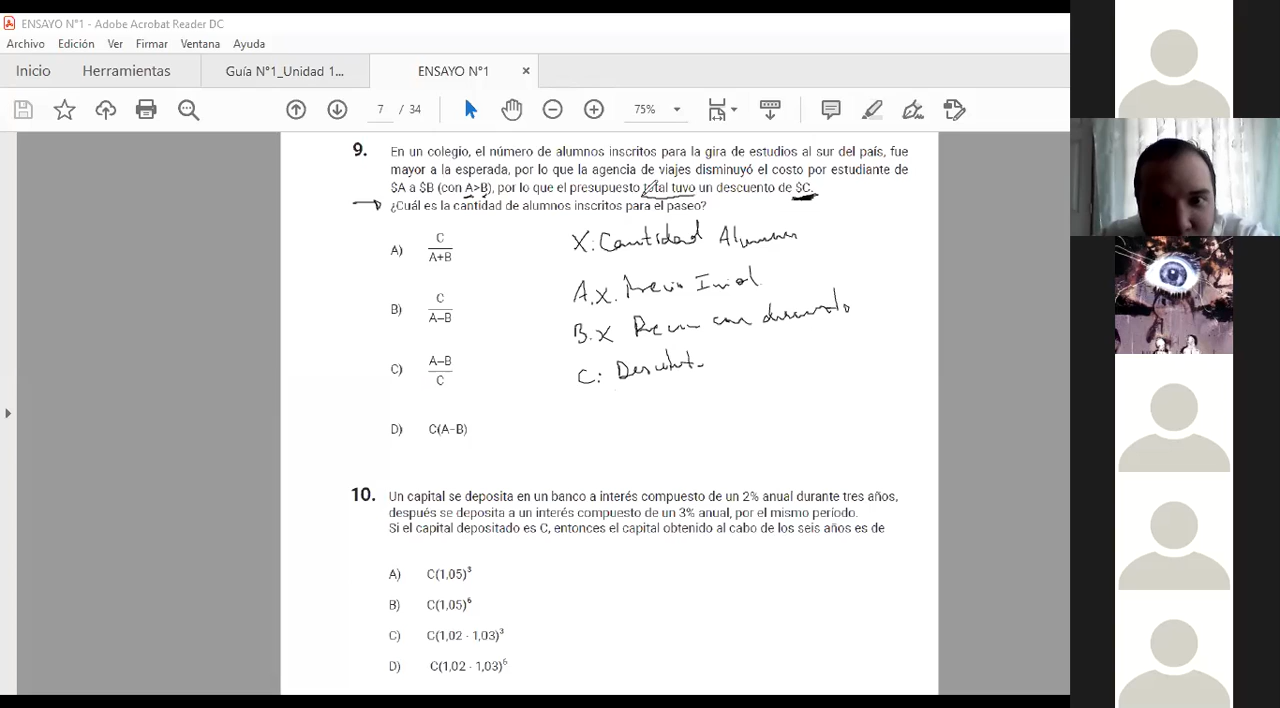 ENSAYO N°1 - Adobe Acrobat Reader DC
Archivo Edición Ver Firmar Ventana Ayuda
Inicio Herramientas Guía N°1_Unidad 1... ENSAYO N°1 ×
7 / 34 75%
9. En un colegio, el número de alumnos inscritos para la gira de estudios al sur del país, fue
mayor a la esperada, por lo que la agencia de viajes disminuyó el costo por estudiante de
$A a $B (con A>B), por lo que el presupuesto total tuvo un descuento de $C.
¿Cuál es la cantidad de alumnos inscritos para el paseo?
A) C
A+B
B) C
A–B
C) A–B
C
D) C(A–B)
X: Cantidad Alumnos
A.X. Precio Inicial
B.X Precio con descuento
C: Descuento
10. Un capital se deposita en un banco a interés compuesto de un 2% anual durante tres años,
después se deposita a un interés compuesto de un 3% anual, por el mismo período.
Si el capital depositado es C, entonces el capital obtenido al cabo de los seis años es de
A) C(1,05)³
B) C(1,05)⁶
C) C(1,02 · 1,03)³
D) C(1,02 · 1,03)⁶